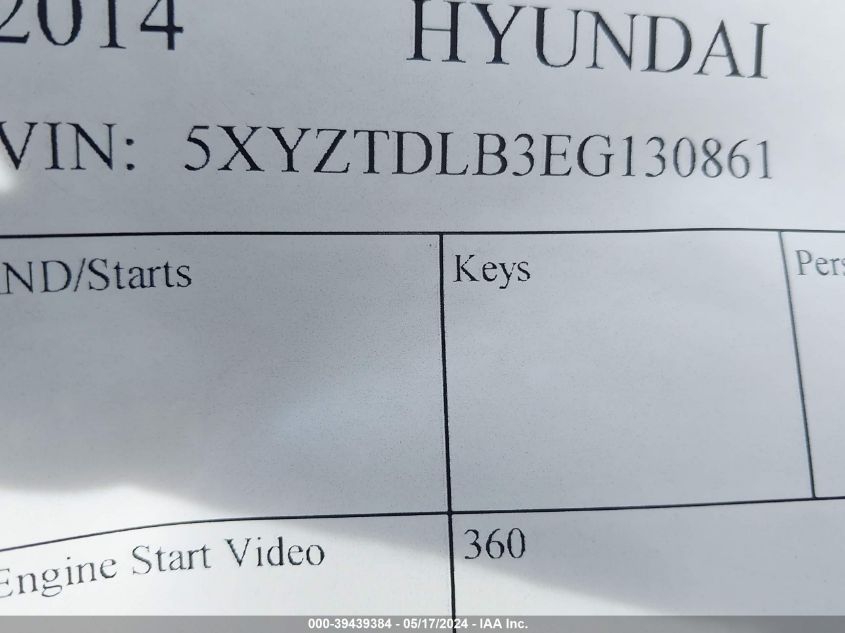 2014 HYUNDAI
VIN: 5XYZTDLB3EG130861
ND/Starts Keys Pers
Engine Start Video 360
000-39439384 - 05/17/2024 - IAA Inc.